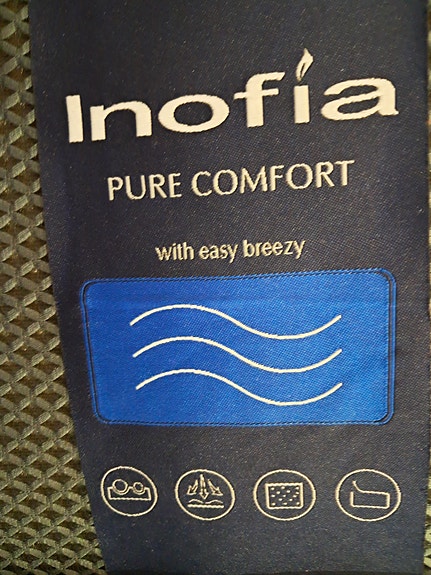 Inofia
PURE COMFORT
with easy breezy